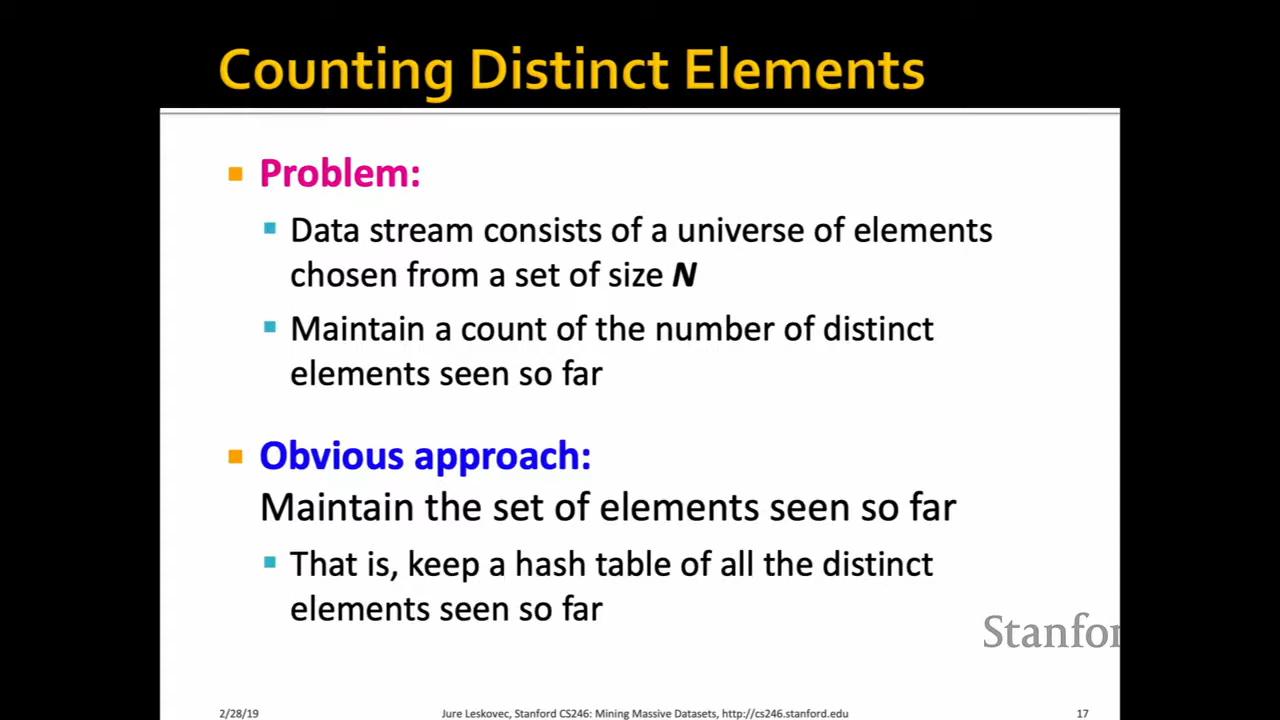 Counting Distinct Elements
Problem:
Data stream consists of a universe of elements
chosen from a set of size N
Maintain a count of the number of distinct
elements seen so far
Obvious approach:
Maintain the set of elements seen so far
That is, keep a hash table of all the distinct
elements seen so far
Stanfor
2/28/19
Jure Leskovec, Stanford CS246: Mining Massive Datasets, http://cs246.stanford.edu
17